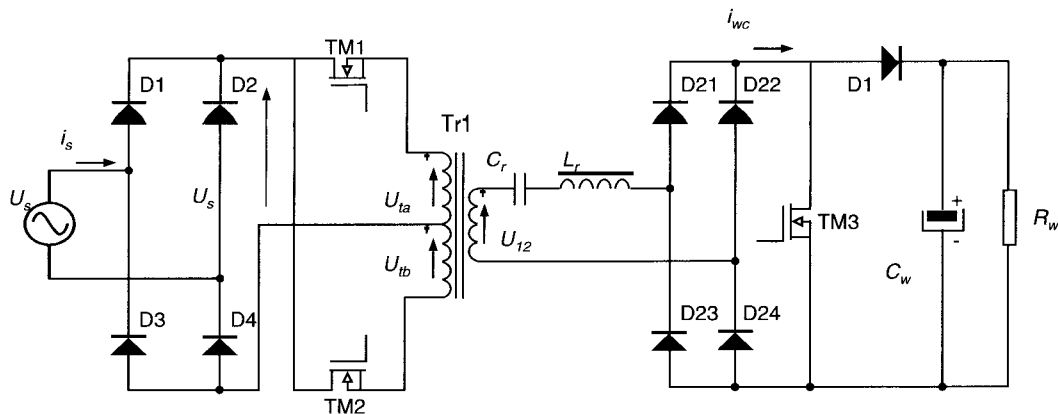 TM1
i_wc
D1
D2
D21
D22
D1
Tr1
i_s
C_r
L_r
U_s
U_s
U_ta
TM3
+
R_w
U_12
U_tb
-
C_w
D3
D4
D23
D24
TM2